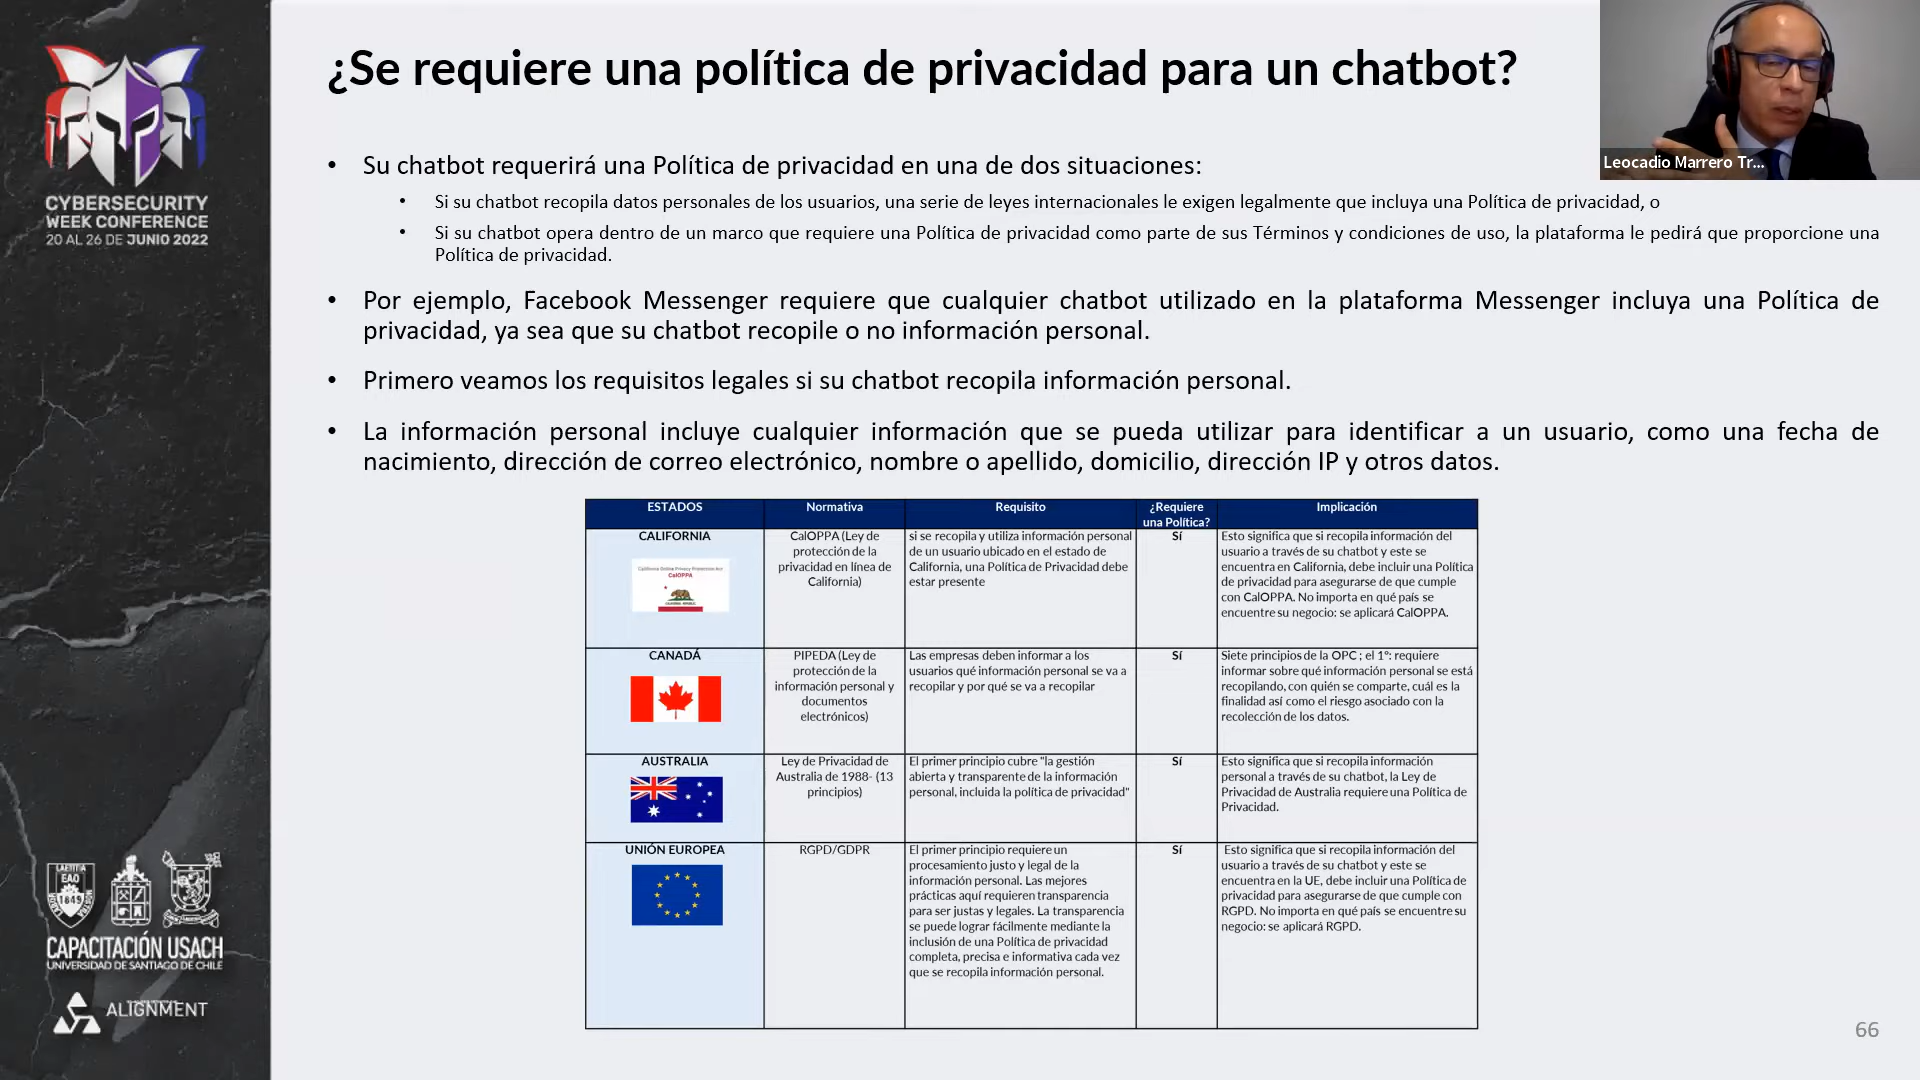 ¿Se requiere una política de privacidad para un chatbot?
Leocadio Marrero Tr...
CYBERSECURITY
WEEK CONFERENCE
20 AL 26 DE JUNIO 2022
• Su chatbot requerirá una Política de privacidad en una de dos situaciones:
• Si su chatbot recopila datos personales de los usuarios, una serie de leyes internacionales le exigen legalmente que incluya una Política de privacidad, o
• Si su chatbot opera dentro de un marco que requiere una Política de privacidad como parte de sus Términos y condiciones de uso, la plataforma le pedirá que proporcione una
Política de privacidad.
• Por ejemplo, Facebook Messenger requiere que cualquier chatbot utilizado en la plataforma Messenger incluya una Política de
privacidad, ya sea que su chatbot recopile o no información personal.
• Primero veamos los requisitos legales si su chatbot recopila información personal.
• La información personal incluye cualquier información que se pueda utilizar para identificar a un usuario, como una fecha de
nacimiento, dirección de correo electrónico, nombre o apellido, domicilio, dirección IP y otros datos.
ESTADOS
Normativa
Requisito
¿Requiere
una Política?
Implicación
CALIFORNIA
California Online Privacy Protection Act
CalOPPA
CALIFORNIA REPUBLIC
CalOPPA (Ley de
protección de la
privacidad en línea de
California)
si se recopila y utiliza información personal
de un usuario ubicado en el estado de
California, una Política de Privacidad debe
estar presente
Sí
Esto significa que si recopila información del
usuario a través de su chatbot y este se
encuentra en California, debe incluir una Política
de privacidad para asegurarse de que cumple
con CalOPPA. No importa en qué país se
encuentre su negocio: se aplicará CalOPPA.
CANADÁ
PIPEDA (Ley de
protección de la
información personal y
documentos
electrónicos)
Las empresas deben informar a los
usuarios qué información personal se va a
recopilar y por qué se va a recopilar
Sí
Siete principios de la OPC ; el 1°: requiere
informar sobre qué información personal se está
recopilando, con quién se comparte, cuál es la
finalidad así como el riesgo asociado con la
recolección de los datos.
AUSTRALIA
Ley de Privacidad de
Australia de 1988- (13
principios)
El primer principio cubre "la gestión
abierta y transparente de la información
personal, incluida la política de privacidad"
Sí
Esto significa que si recopila información
personal a través de su chatbot, la Ley de
Privacidad de Australia requiere una Política de
Privacidad.
UNIÓN EUROPEA
RGPD/GDPR
El primer principio requiere un
procesamiento justo y legal de la
información personal. Las mejores
prácticas aquí requieren transparencia
para ser justas y legales. La transparencia
se puede lograr fácilmente mediante la
inclusión de una Política de privacidad
completa, precisa e informativa cada vez
que se recopila información personal.
Sí
Esto significa que si recopila información del
usuario a través de su chatbot y este se
encuentra en la UE, debe incluir una Política de
privacidad para asegurarse de que cumple con
RGPD. No importa en qué país se encuentre su
negocio: se aplicará RGPD.
LAETITIA
EAO
1849
CAPACITACIÓN USACH
UNIVERSIDAD DE SANTIAGO DE CHILE
ALIGNMENT
66